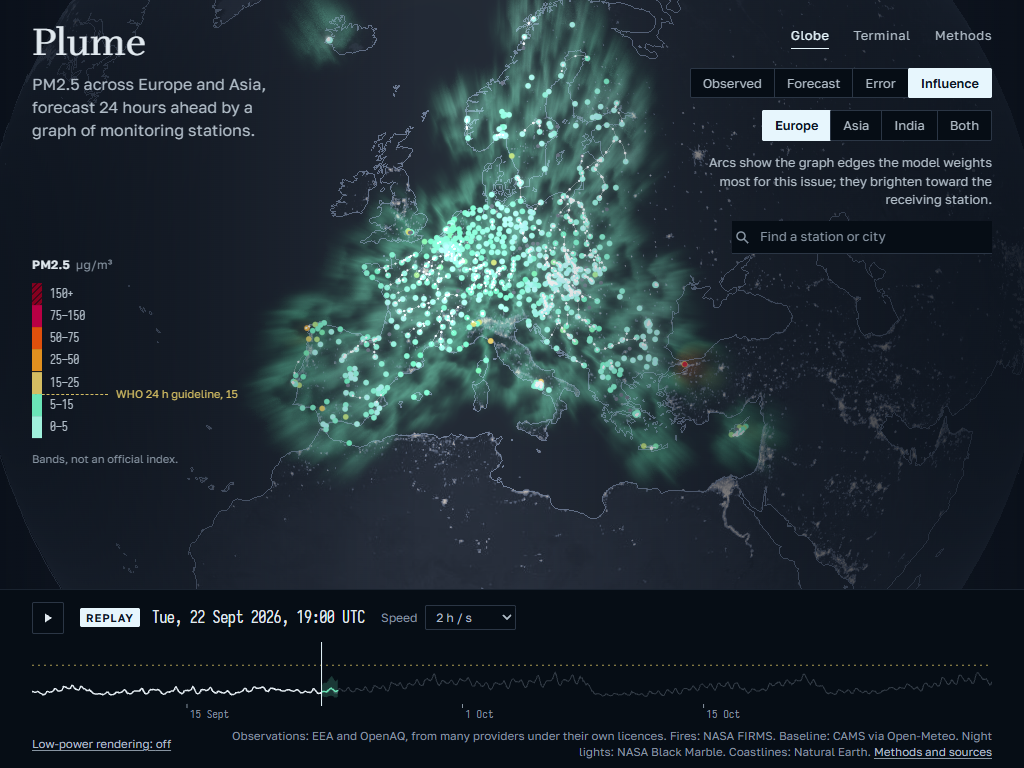 Plume
PM2.5 across Europe and Asia,
forecast 24 hours ahead by a
graph of monitoring stations.
Globe Terminal Methods
Observed Forecast Error Influence
Europe Asia India Both
Arcs show the graph edges the model weights
most for this issue; they brighten toward the
receiving station.
Find a station or city
PM2.5 µg/m³
150+
75–150
50–75
25–50
15–25
WHO 24 h guideline, 15
5–15
0–5
Bands, not an official index.
REPLAY Tue, 22 Sept 2026, 19:00 UTC Speed 2 h / s
15 Sept 1 Oct 15 Oct
Low-power rendering: off
Observations: EEA and OpenAQ, from many providers under their own licences. Fires: NASA FIRMS. Baseline: CAMS via Open-Meteo. Night
lights: NASA Black Marble. Coastlines: Natural Earth. Methods and sources